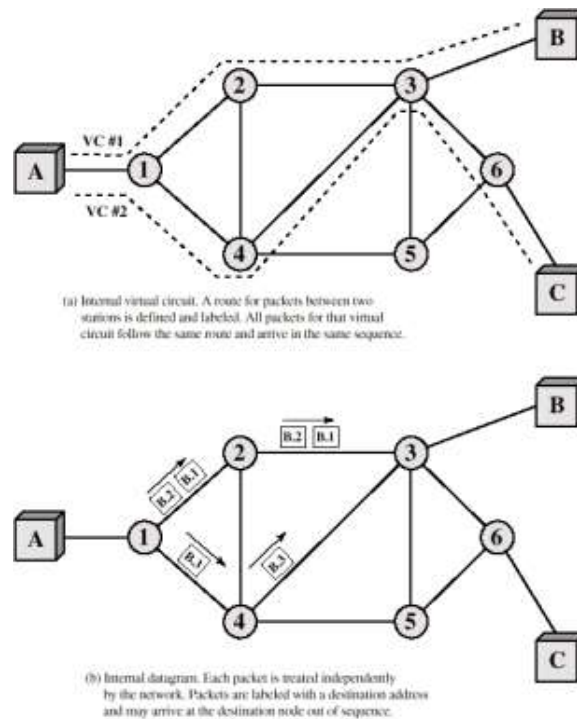 B
2
3
VC #1
A
1
6
VC #2
4
5
C
(a) Internal virtual circuit. A route for packets between two
stations is defined and labeled. All packets for that virtual
circuit follow the same route and arrive in the same sequence.
B
B.2 B.1
2
3
B.2 B.1
A
1
6
B.3
B.3
4
5
C
(b) Internal datagram. Each packet is treated independently
by the network. Packets are labeled with a destination address
and may arrive at the destination node out of sequence.